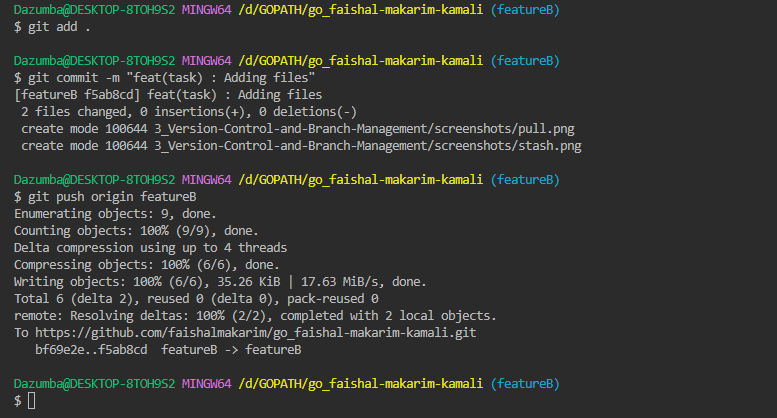 Dazumba@DESKTOP-8TOH9S2 MINGW64 /d/GOPATH/go_faishal-makarim-kamali (featureB)
$ git add .
Dazumba@DESKTOP-8TOH9S2 MINGW64 /d/GOPATH/go_faishal-makarim-kamali (featureB)
$ git commit -m "feat(task) : Adding files"
[featureB f5ab8cd] feat(task) : Adding files
 2 files changed, 0 insertions(+), 0 deletions(-)
 create mode 100644 3_Version-Control-and-Branch-Management/screenshots/pull.png
 create mode 100644 3_Version-Control-and-Branch-Management/screenshots/stash.png
Dazumba@DESKTOP-8TOH9S2 MINGW64 /d/GOPATH/go_faishal-makarim-kamali (featureB)
$ git push origin featureB
Enumerating objects: 9, done.
Counting objects: 100% (9/9), done.
Delta compression using up to 4 threads
Compressing objects: 100% (6/6), done.
Writing objects: 100% (6/6), 35.26 KiB | 17.63 MiB/s, done.
Total 6 (delta 2), reused 0 (delta 0), pack-reused 0
remote: Resolving deltas: 100% (2/2), completed with 2 local objects.
To https://github.com/faishalmakarim/go_faishal-makarim-kamali.git
   bf69e2e..f5ab8cd  featureB -> featureB
Dazumba@DESKTOP-8TOH9S2 MINGW64 /d/GOPATH/go_faishal-makarim-kamali (featureB)
$